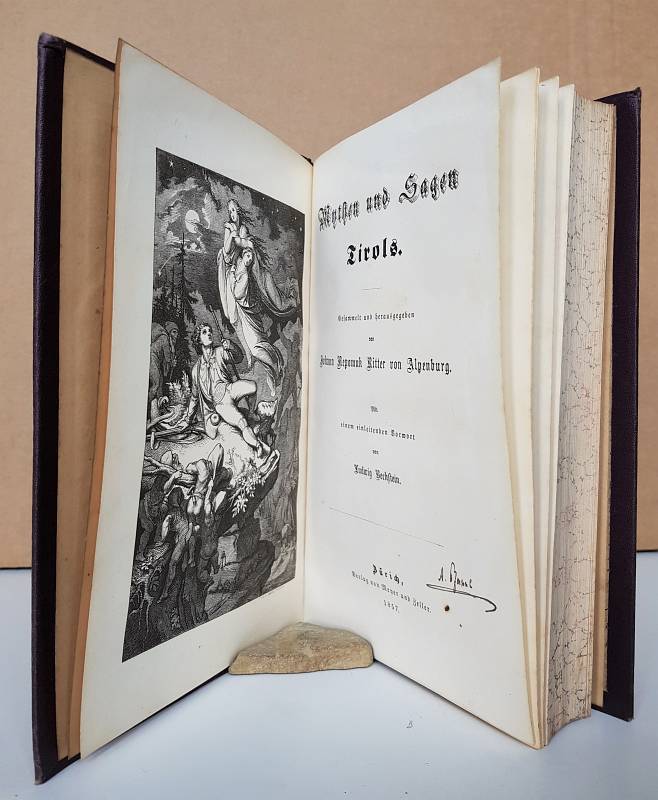 Mythen und Sagen
Tirols.
Gesammelt und herausgegeben
von
Johann Nepomuk Ritter von Alpenburg.
Mit
einem einleitenden Vorwort
von
Ludwig Bechstein.
Zürich,
Verlag von Meyer und Zeller.
1857.
A.